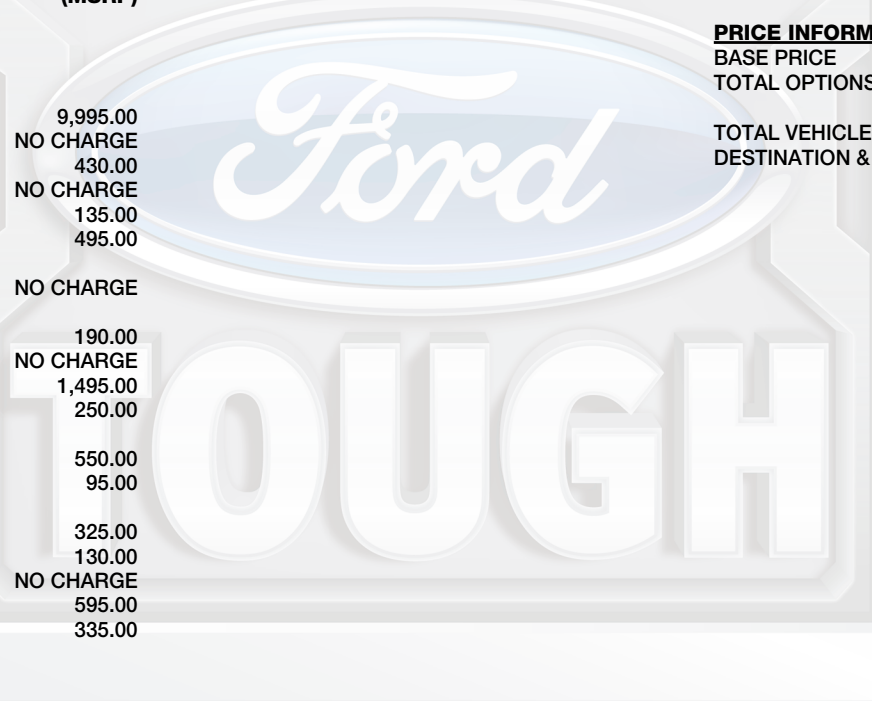 (MSRP)
9,995.00
NO CHARGE
430.00
NO CHARGE
135.00
495.00
NO CHARGE
190.00
NO CHARGE
1,495.00
250.00
550.00
95.00
325.00
130.00
NO CHARGE
595.00
335.00
PRICE INFORM
BASE PRICE
TOTAL OPTIONS
TOTAL VEHICLE
DESTINATION &
Ford
TOUGH